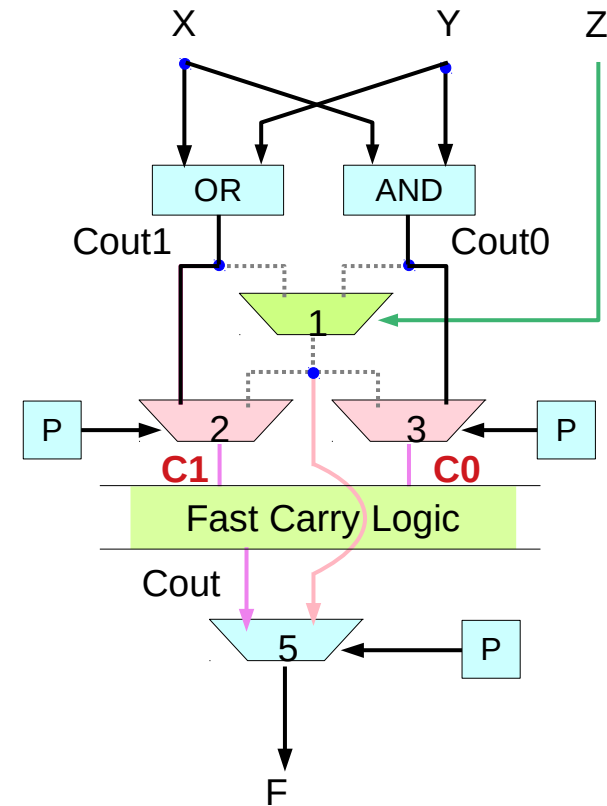 X Y Z
OR AND
Cout1 Cout0
1
P 2 3 P
C1 C0
Fast Carry Logic
Cout
5 P
F